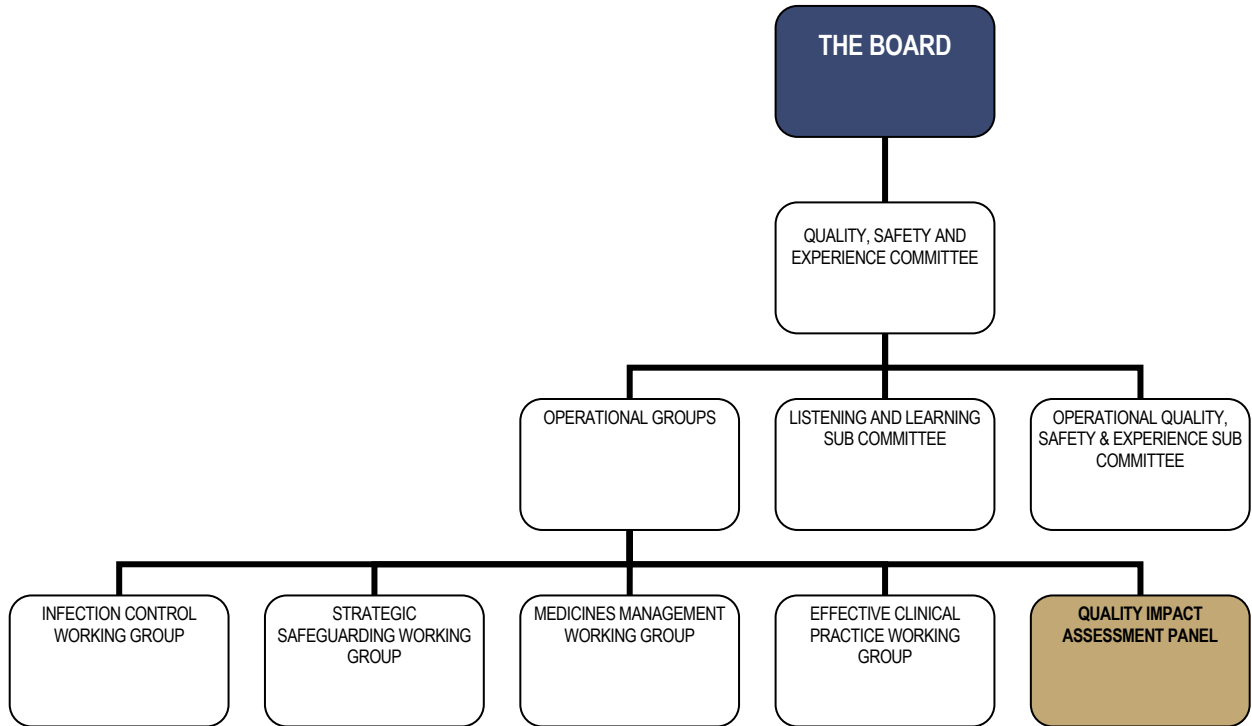 THE BOARD
QUALITY, SAFETY AND
EXPERIENCE COMMITTEE
OPERATIONAL GROUPS
LISTENING AND LEARNING
SUB COMMITTEE
OPERATIONAL QUALITY,
SAFETY & EXPERIENCE SUB
COMMITTEE
INFECTION CONTROL
WORKING GROUP
STRATEGIC
SAFEGUARDING WORKING
GROUP
MEDICINES MANAGEMENT
WORKING GROUP
EFFECTIVE CLINICAL
PRACTICE WORKING
GROUP
QUALITY IMPACT
ASSESSMENT PANEL